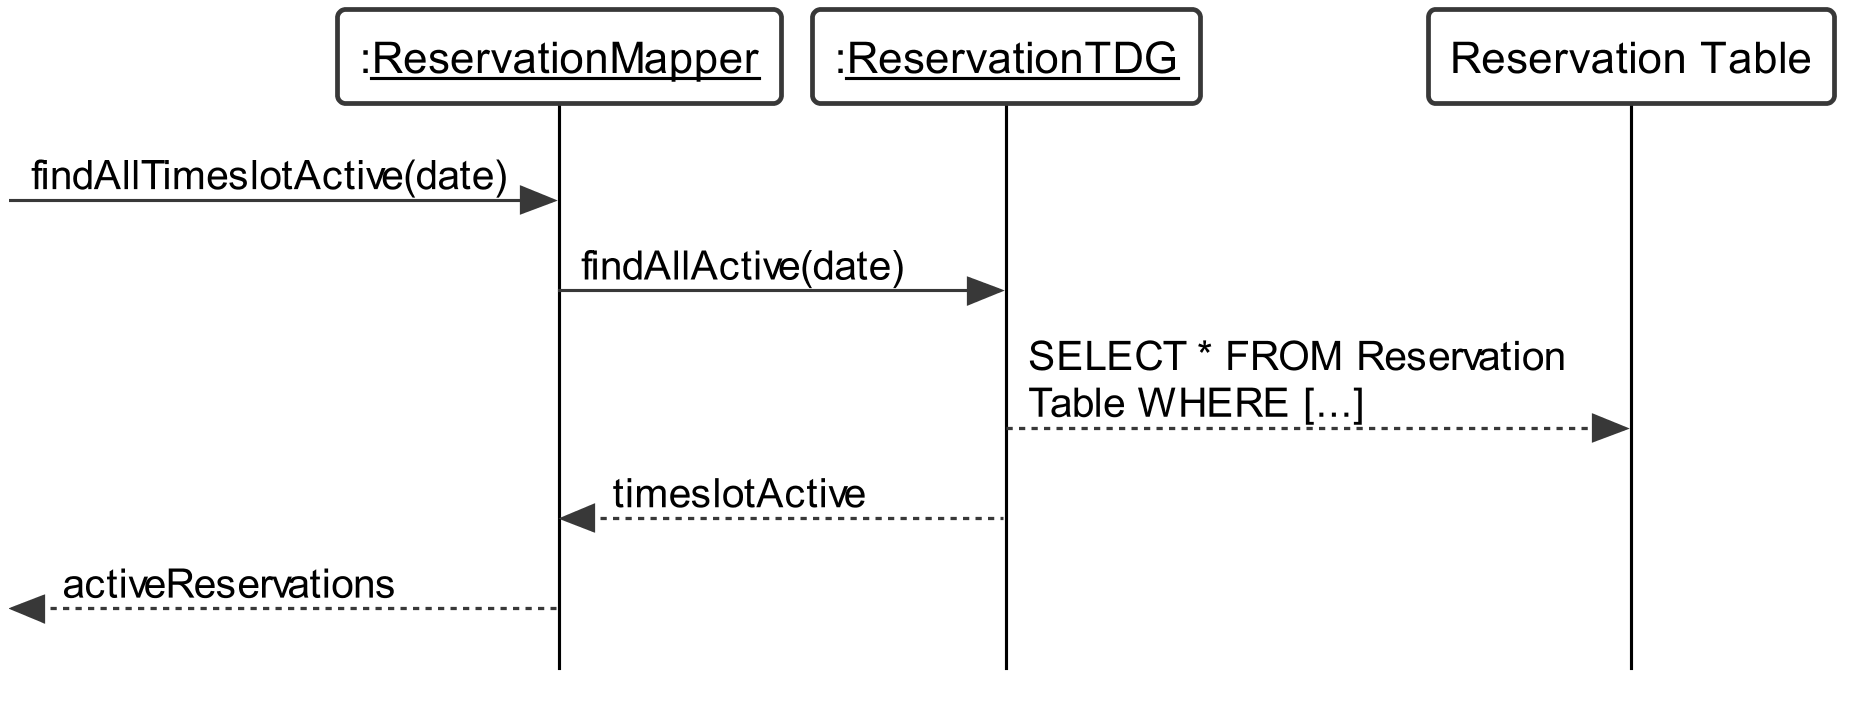 :ReservationMapper
:ReservationTDG
Reservation Table
findAllTimeslotActive(date)
findAllActive(date)
SELECT * FROM Reservation
Table WHERE [...]
timeslotActive
activeReservations